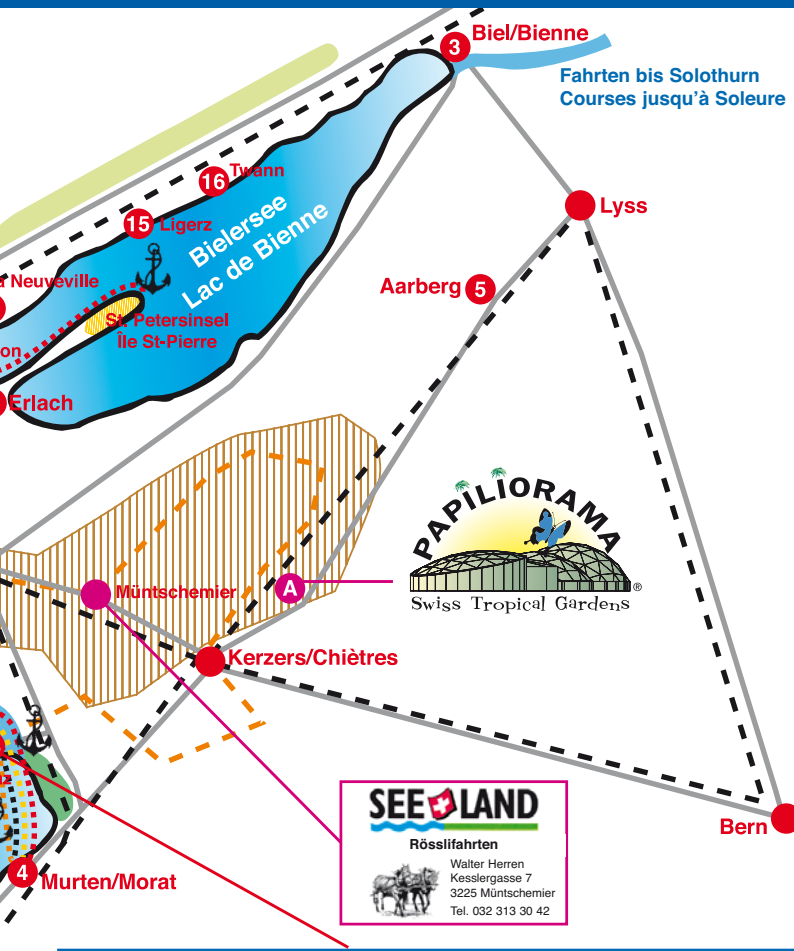 3
Biel/Bienne
Fahrten bis Solothurn
Courses jusqu'à Soleure
16
Twann
15
Ligerz
Bielersee
Lac de Bienne
Lyss
Neuveville
Aarberg
5
St. Petersinsel
Île St-Pierre
on
Erlach
PAPILIORAMA
®
Swiss Tropical Gardens
Müntschemier
A
Kerzers/Chiètres
SEELAND
Rösslifahrten
Walter Herren
Kesslergasse 7
3225 Müntschemier
Tel. 032 313 30 42
Bern
4
Murten/Morat